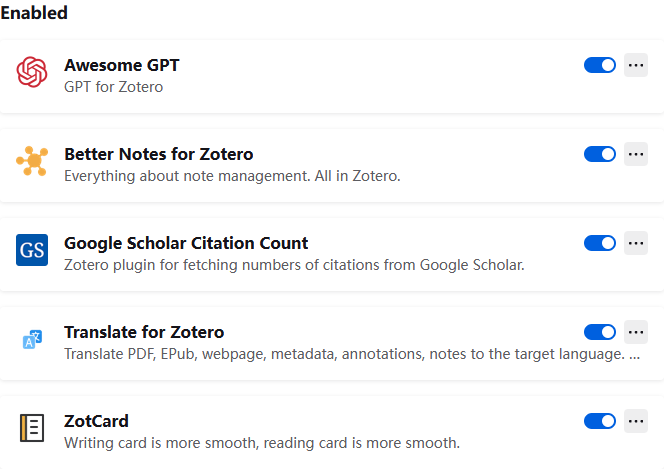 Enabled
Awesome GPT
GPT for Zotero
Better Notes for Zotero
Everything about note management. All in Zotero.
GS
Google Scholar Citation Count
Zotero plugin for fetching numbers of citations from Google Scholar.
A 文
Translate for Zotero
Translate PDF, EPub, webpage, metadata, annotations, notes to the target language. ...
ZotCard
Writing card is more smooth, reading card is more smooth.